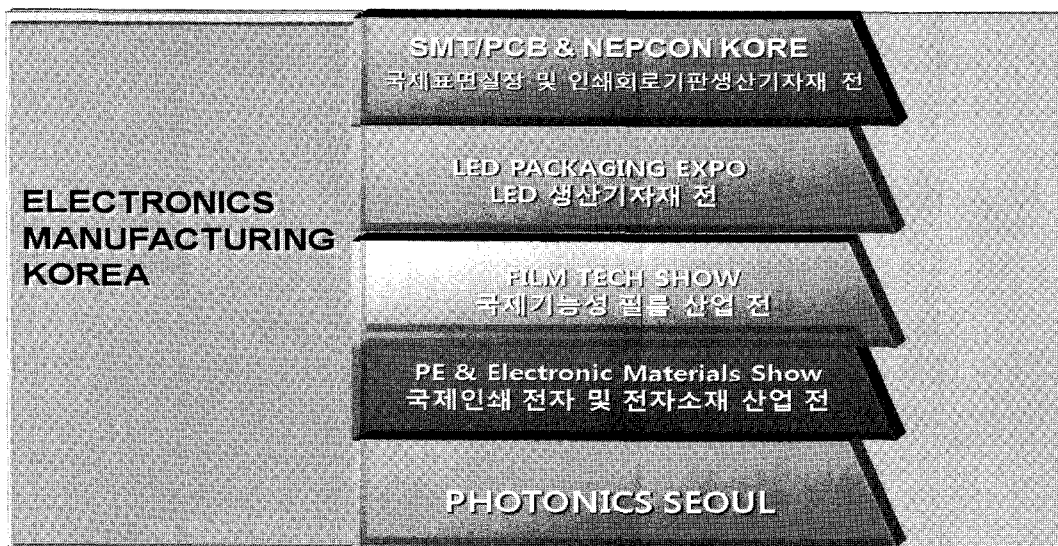 ELECTRONICS
MANUFACTURING
KOREA
SMT/PCB & NEPCON KORE
국제표면실장 및 인쇄회로기판생산기자재 전
LED PACKAGING EXPO
LED 생산기자재 전
FILM TECH SHOW
국제기능성 필름 산업 전
PE & Electronic Materials Show
국제인쇄 전자 및 전자소재 산업 전
PHOTONICS SEOUL